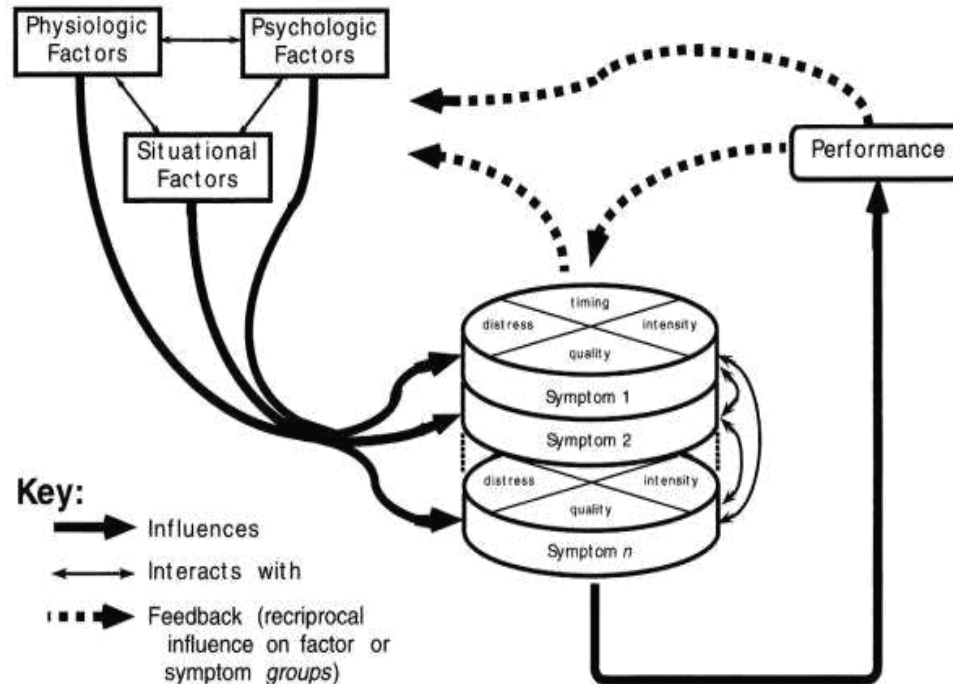 Physiologic
Factors
Psychologic
Factors
Situational
Factors
Performance
timing
distress
intensity
quality
Symptom 1
Symptom 2
distress
intensity
quality
Symptom n
Key:
Influences
Interacts with
Feedback (recriprocal
influence on factor or
symptom groups)